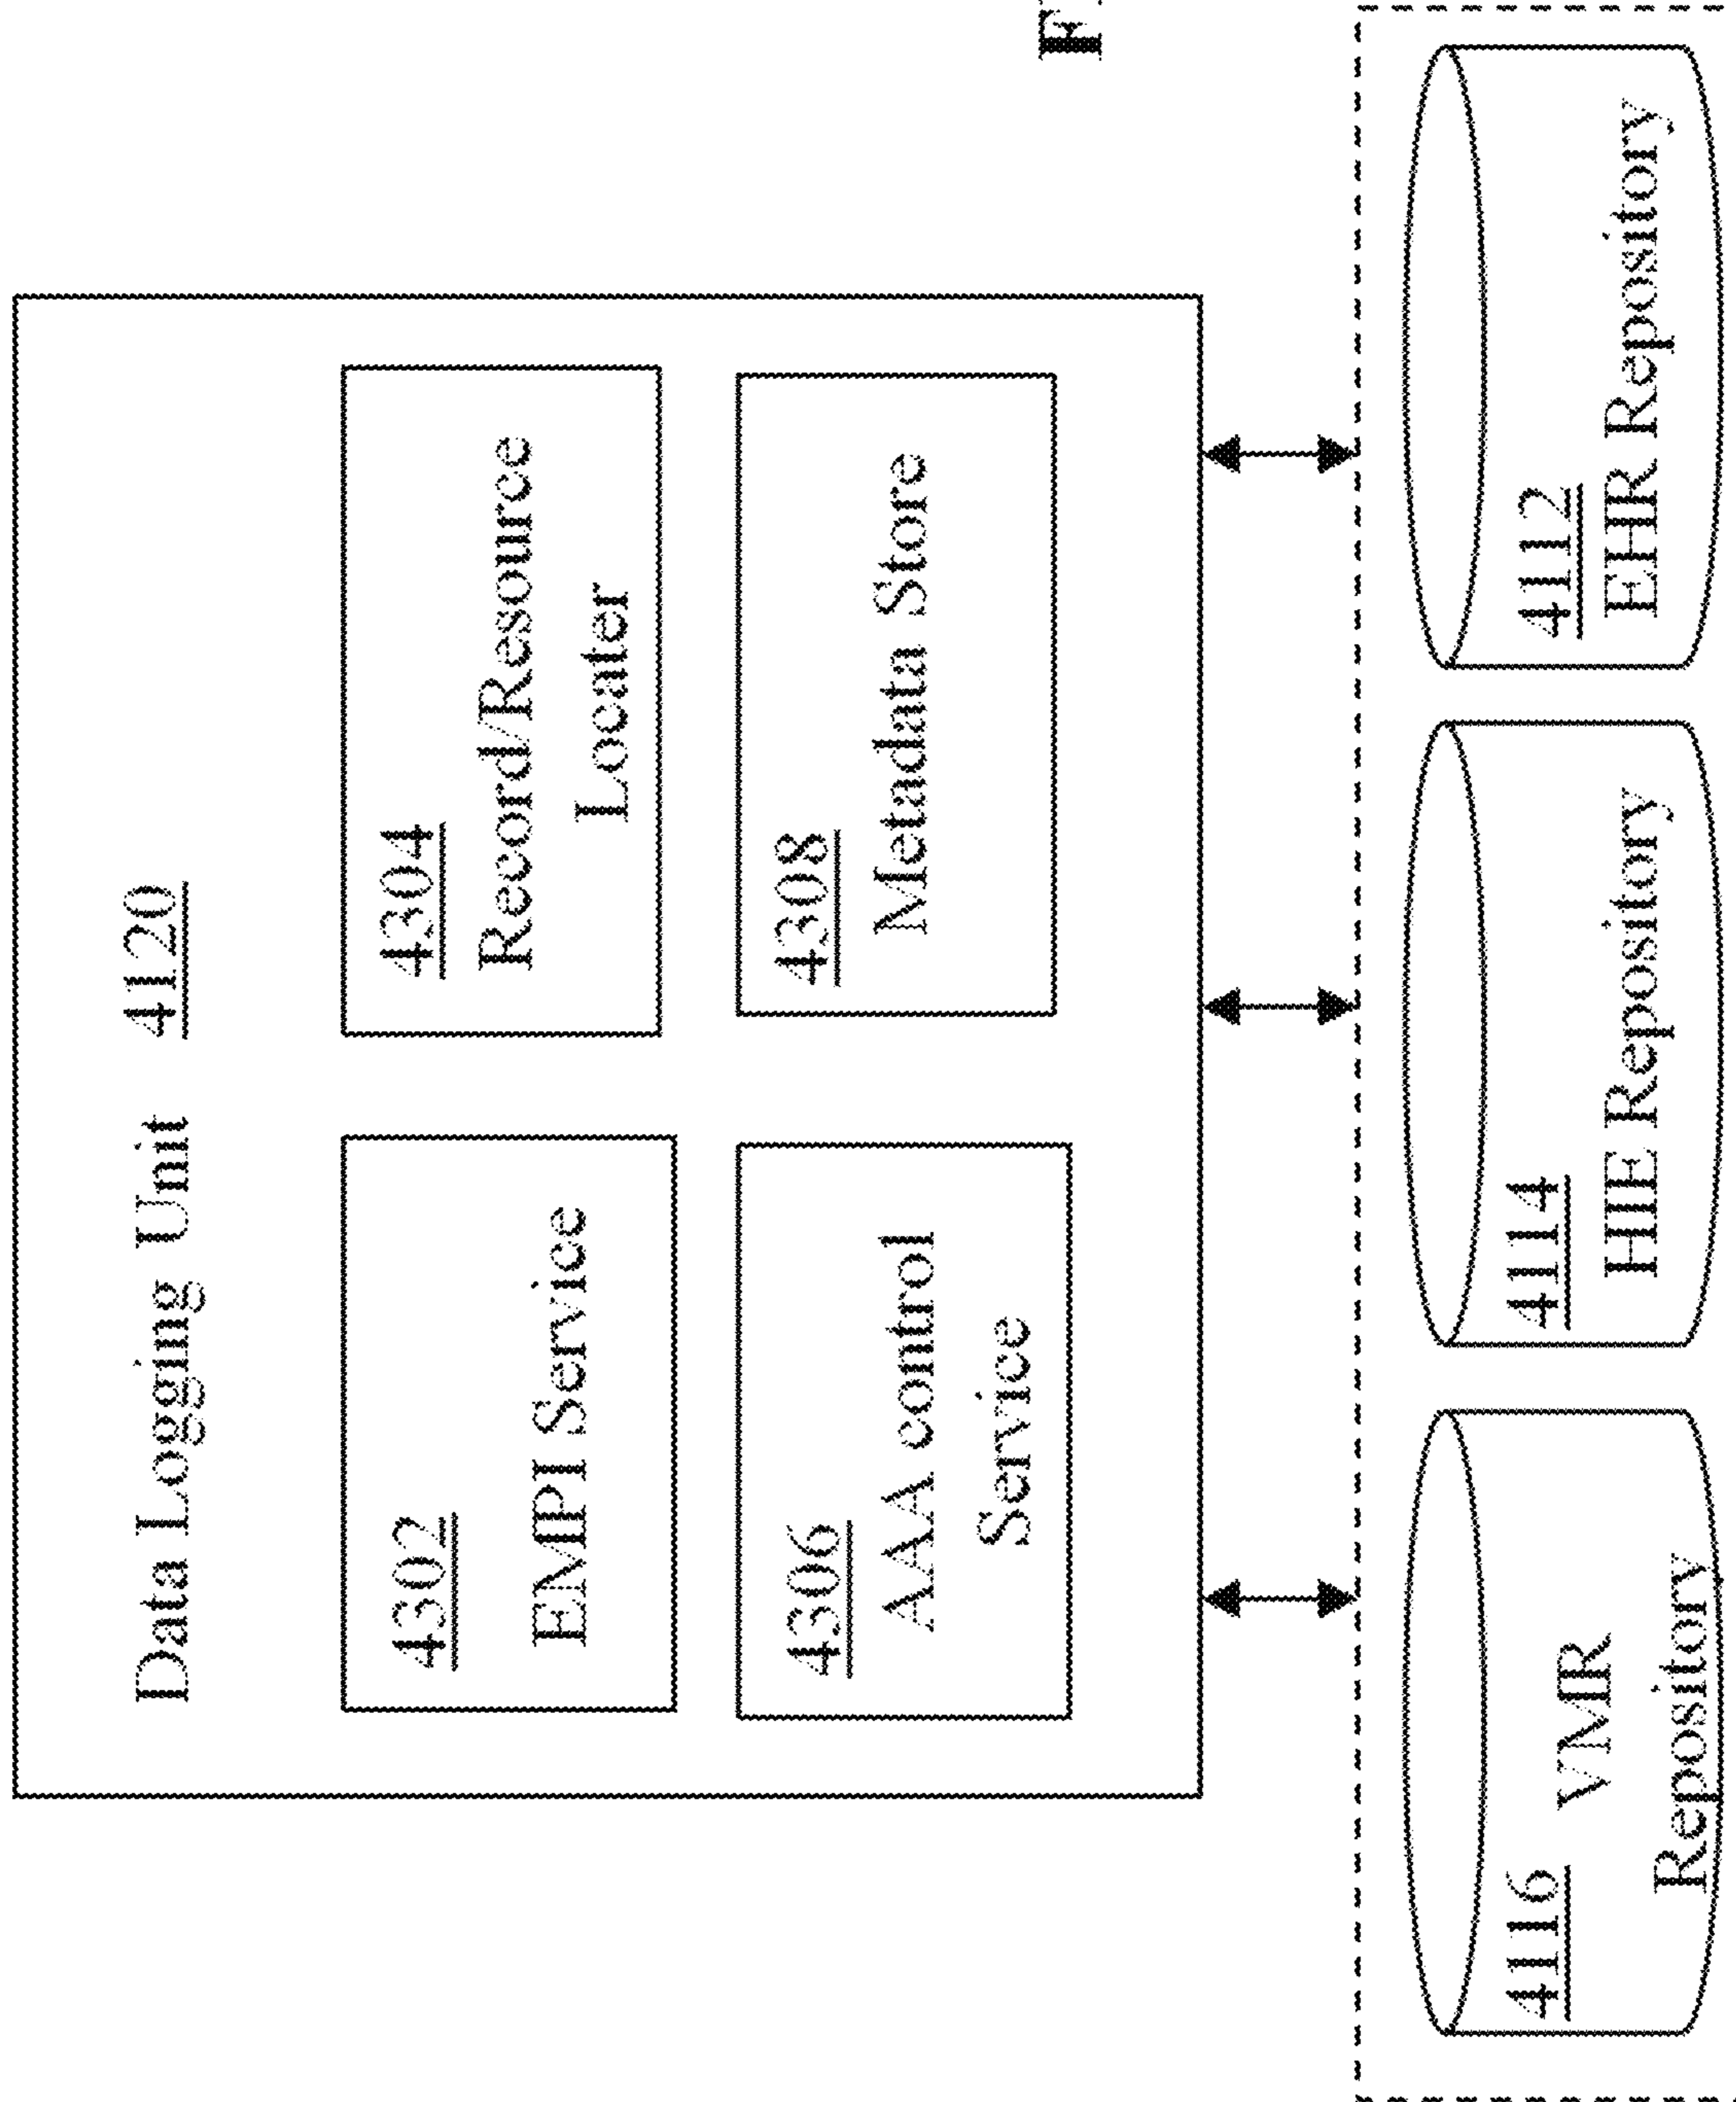 Data Logging Unit 4120
4302
EMPI Service
4304
Record/Resource
Locater
4306
AAA control
Service
4308
Metadata Store
4116
VMR
Repository
4114
HIE Repository
4112
EHR Repository